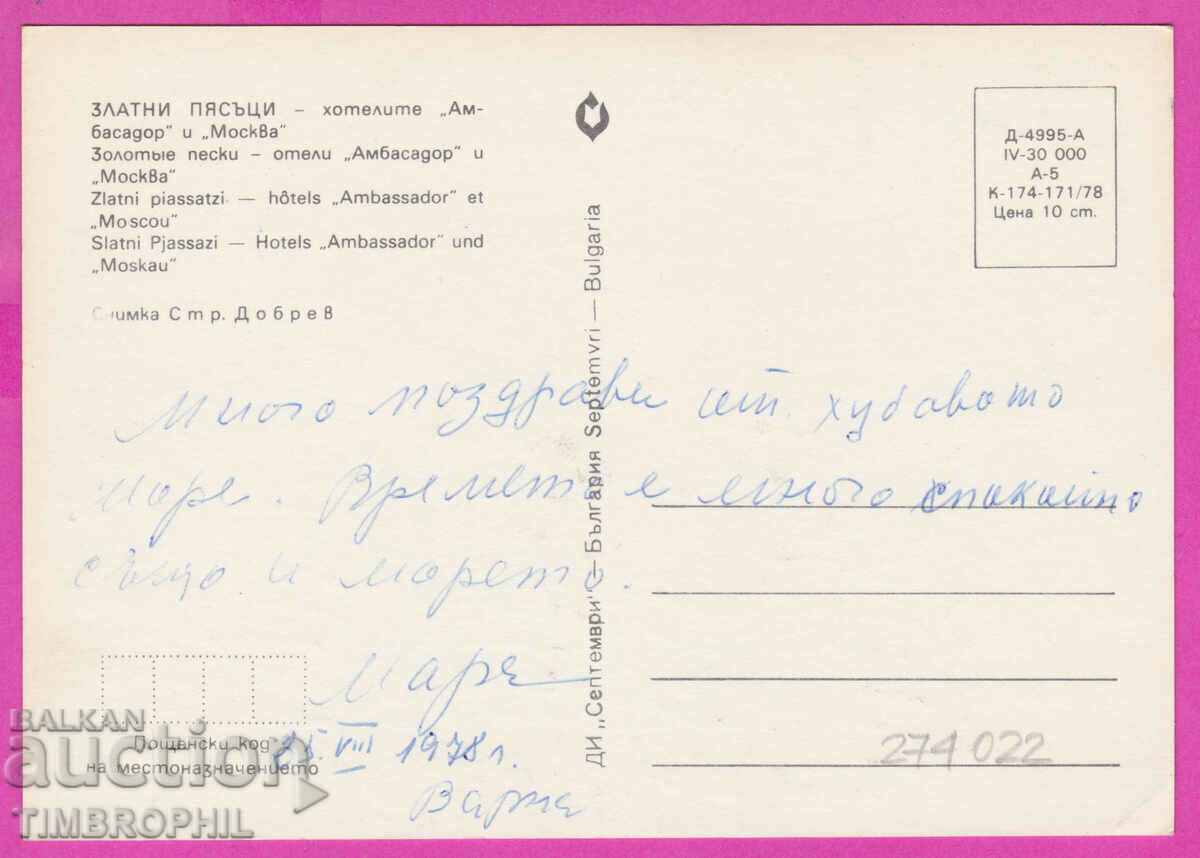 ЗЛАТНИ ПЯСЪЦИ – хотелите „Ам-
басадор" и „Москва"
Золотые пески – отели „Амбасадор" и
„Москва"
Zlatni piassatzi — hôtels „Ambassador" et
„Moscou"
Slatni Pjassazi — Hotels „Ambassador" und
„Moskau"
Снимка Стр. Добрев
Д-4995-А
IV-30 000
А-5
К-174-171/78
Цена 10 ст.
ДИ „Септември" — България Septemvri — Bulgaria
Много поздрави от хубавото
море. Времето е много спокойно
също и морето.
Мара
25 VIII 1978 г.
Варна
Пощенски код
на местоназначението
274022
BALKAN
auction
TIMBROPHIL